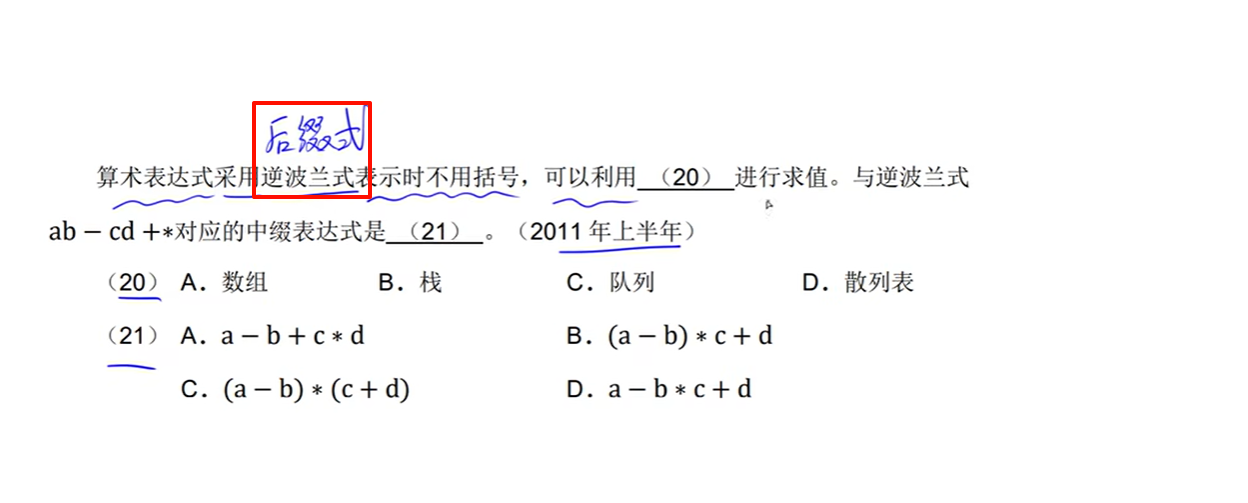 后缀式
算术表达式采用逆波兰式表示时不用括号，可以利用 （20） 进行求值。与逆波兰式
ab − cd +∗对应的中缀表达式是 （21） 。（2011 年上半年）
（20） A．数组 B．栈 C．队列 D．散列表
（21） A．a − b + c ∗ d B．(a − b) ∗ c + d
C．(a − b) ∗ (c + d) D．a − b ∗ c + d